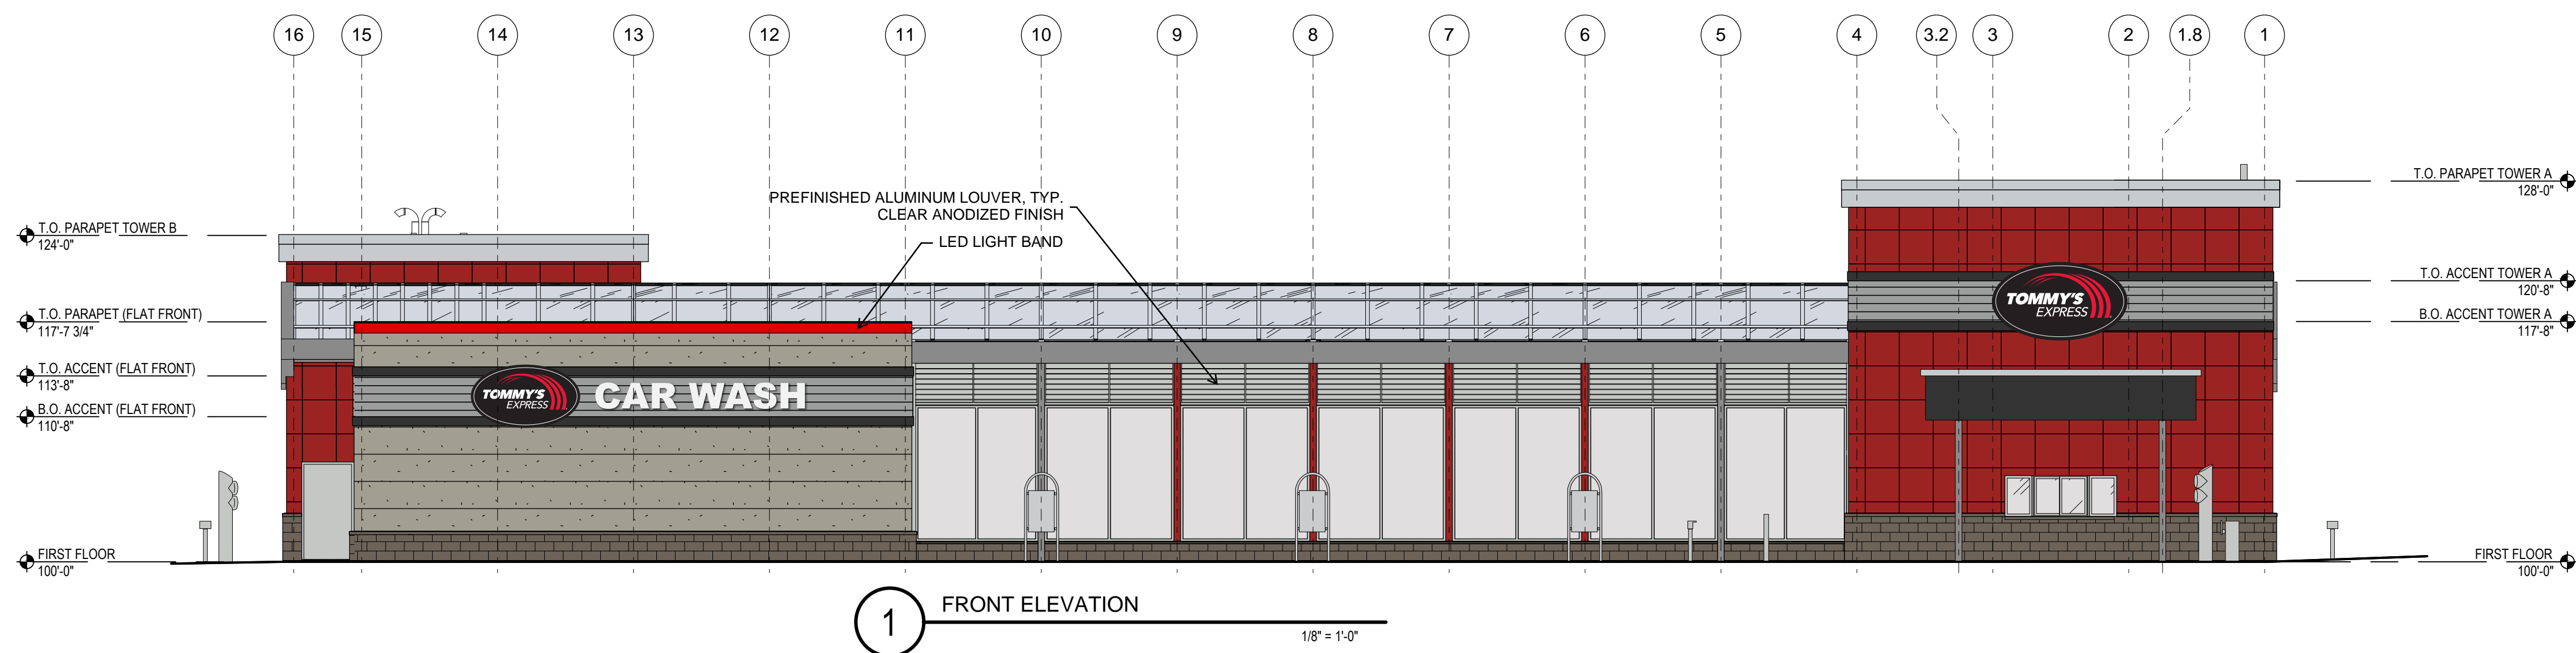 16 15 14 13 12 11 10 9 8 7 6 5 4 3.2 3 2 1.8 1
T.O. PARAPET TOWER A
128'-0"
PREFINISHED ALUMINUM LOUVER, TYP.
CLEAR ANODIZED FINISH
LED LIGHT BAND
T.O. PARAPET TOWER B
124'-0"
T.O. PARAPET (FLAT FRONT)
117'-7 3/4"
T.O. ACCENT (FLAT FRONT)
113'-8"
B.O. ACCENT (FLAT FRONT)
110'-8"
FIRST FLOOR
100'-0"
TOMMY'S
EXPRESS
CAR WASH
TOMMY'S
EXPRESS
T.O. ACCENT TOWER A
120'-8"
B.O. ACCENT TOWER A
117'-8"
FIRST FLOOR
100'-0"
1
FRONT ELEVATION
1/8" = 1'-0"